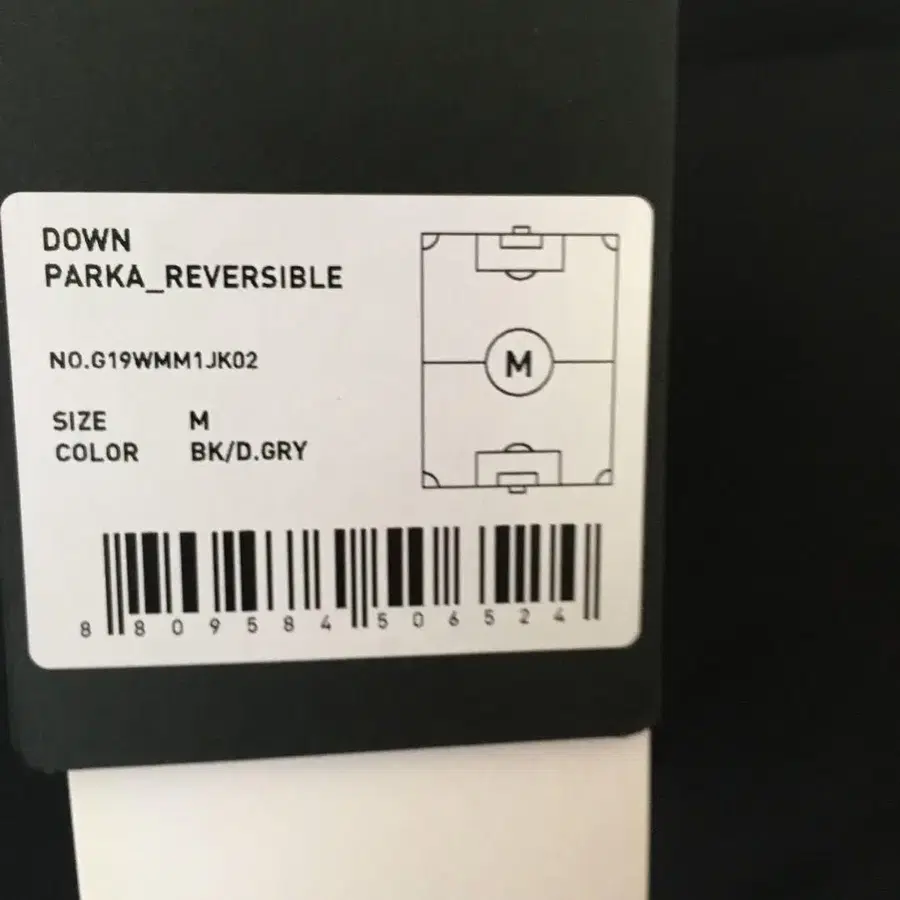 DOWN
PARKA_REVERSIBLE
NO.G19WMM1JK02
SIZE M
COLOR BK/D.GRY
M
8 809584 506524